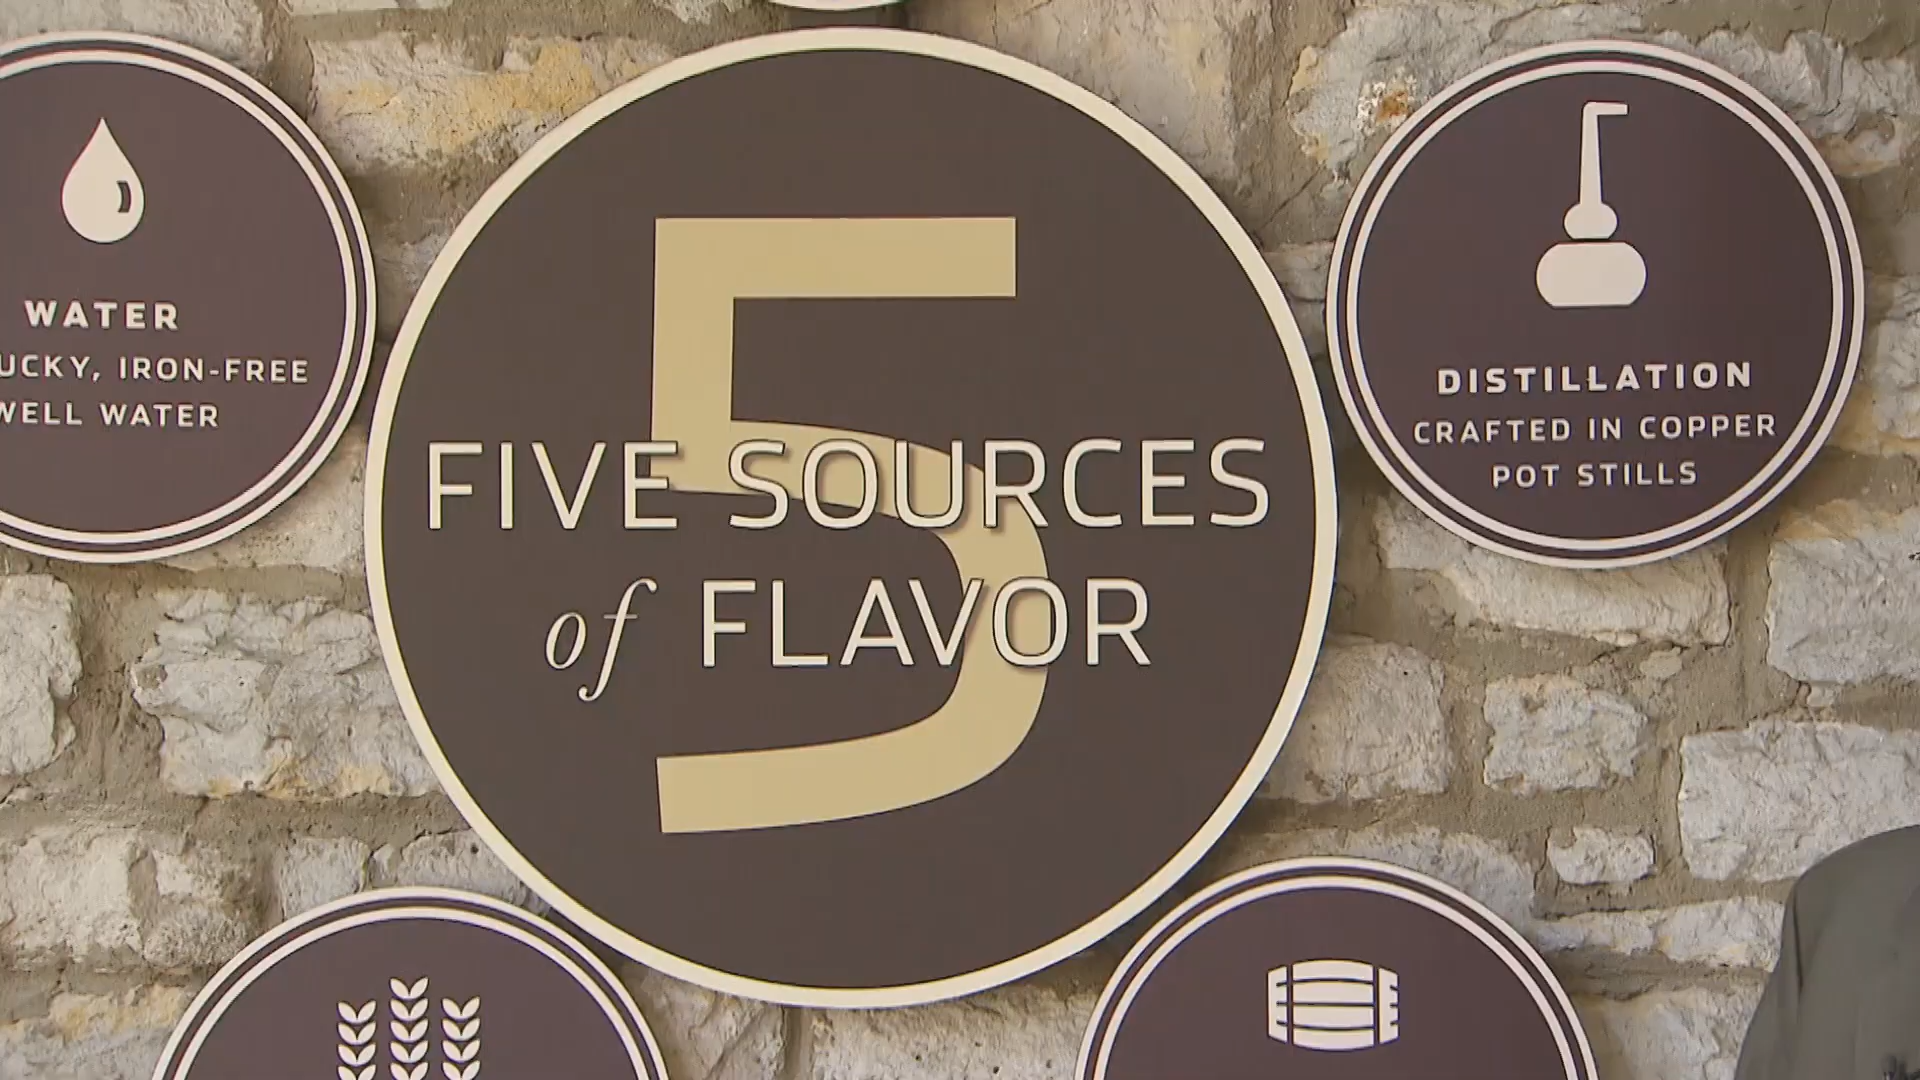 WATER
UCKY, IRON-FREE
WELL WATER
5
FIVE SOURCES
of FLAVOR
DISTILLATION
CRAFTED IN COPPER
POT STILLS